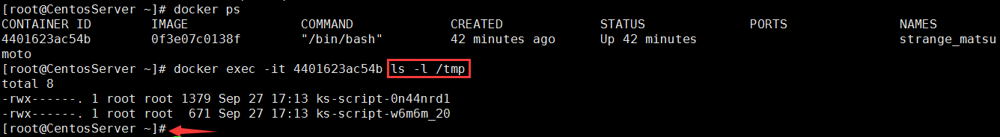 [root@CentosServer ~]# docker ps
CONTAINER ID        IMAGE               COMMAND             CREATED             STATUS              PORTS               NAMES
4401623ac54b        0f3e07c0138f        "/bin/bash"         42 minutes ago      Up 42 minutes                           strange_matsu
moto
[root@CentosServer ~]# docker exec -it 4401623ac54b ls -l /tmp
total 8
-rwx------. 1 root root 1379 Sep 27 17:13 ks-script-0n44nrd1
-rwx------. 1 root root  671 Sep 27 17:13 ks-script-w6m6m_20
[root@CentosServer ~]#